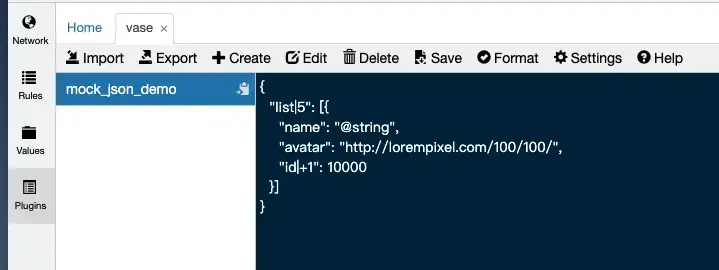 Home vase ×
Network
Import Export Create Edit Delete Save Format Settings Help
Rules
Values
Plugins
mock_json_demo
{
"list|5": [{
"name": "@string",
"avatar": "http://lorempixel.com/100/100/",
"id|+1": 10000
}]
}